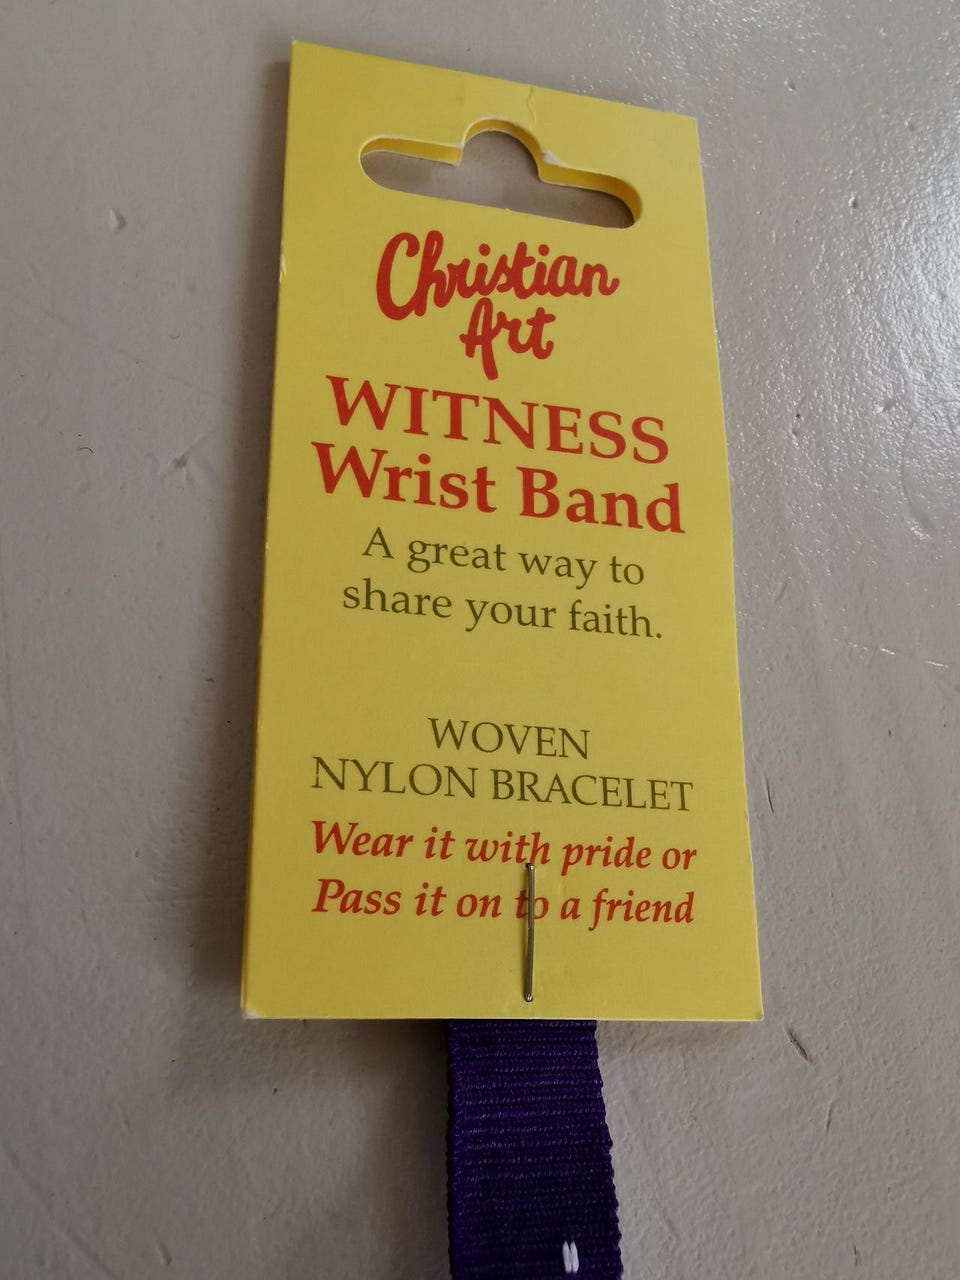 Christian
Art
WITNESS
Wrist Band
A great way to
share your faith.
WOVEN
NYLON BRACELET
Wear it with pride or
Pass it on to a friend